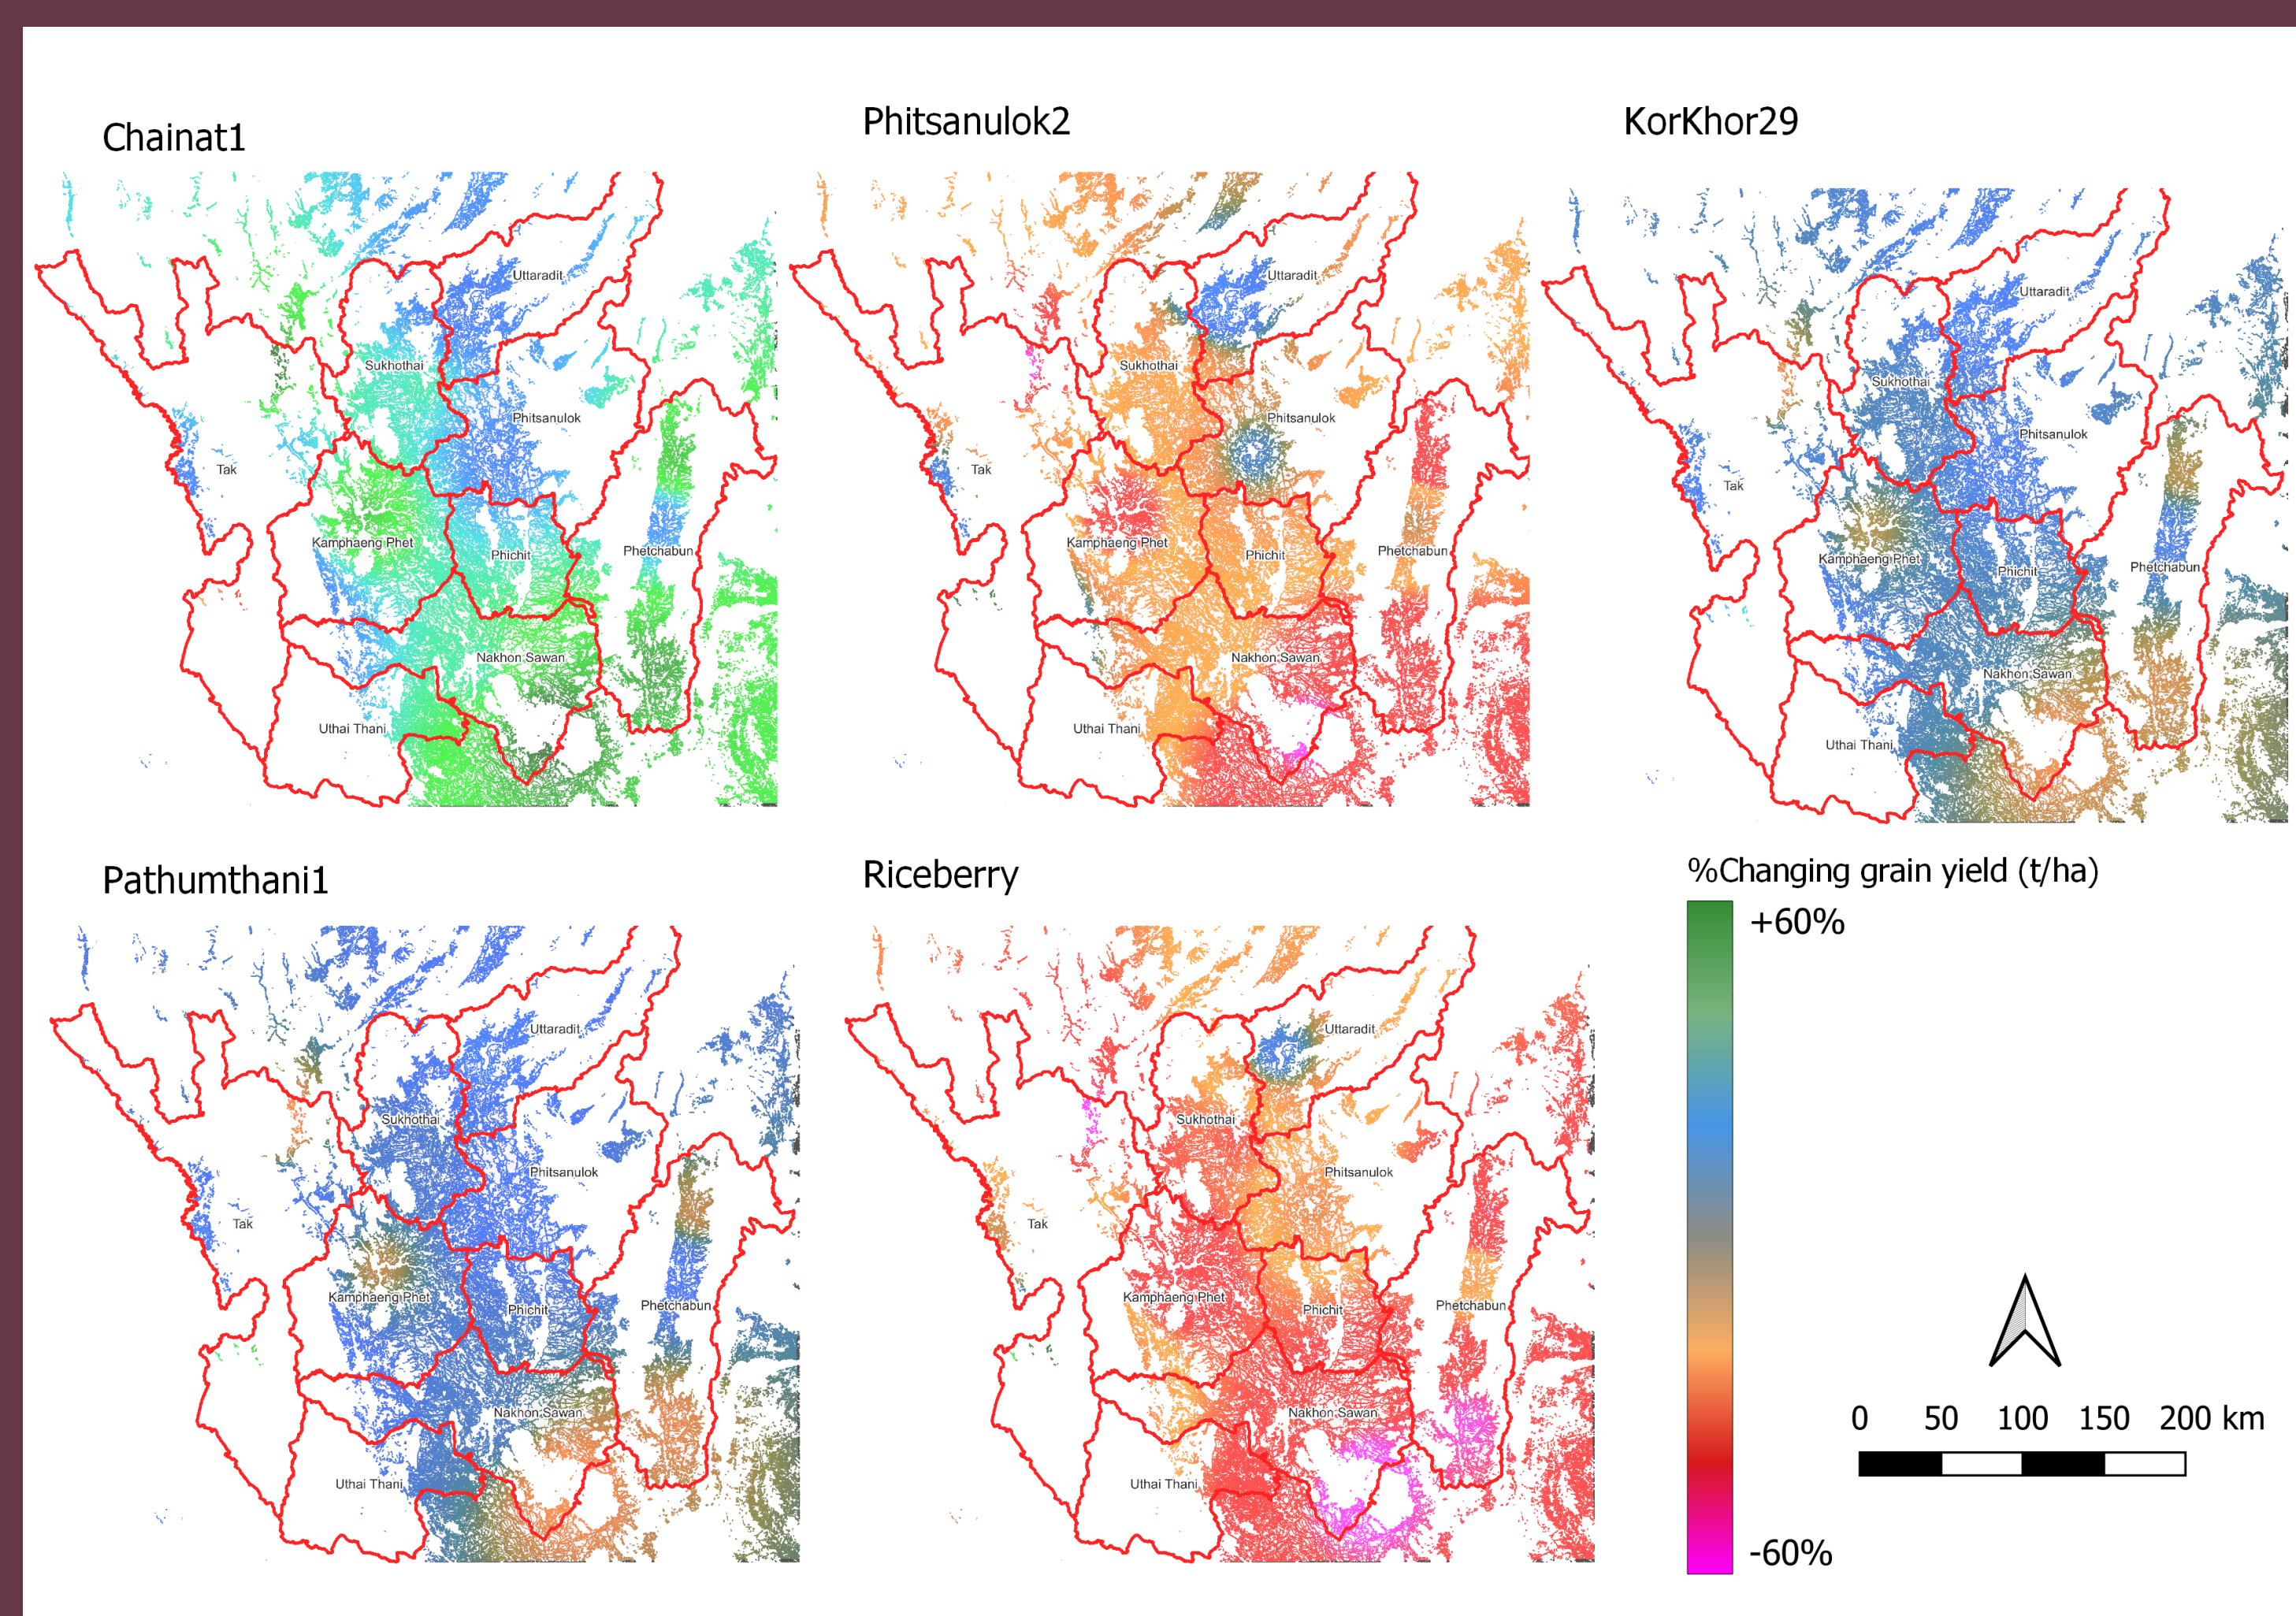 Chainat1
Phitsanulok2
KorKhor29
Uttaradit
Sukhothai
Phitsanulok
Tak
Kamphaeng Phet
Phichit
Phetchabun
Nakhon Sawan
Uthai Thani
Uttaradit
Sukhothai
Phitsanulok
Tak
Kamphaeng Phet
Phichit
Phetchabun
Nakhon Sawan
Uthai Thani
Uttaradit
Sukhothai
Phitsanulok
Tak
Kamphaeng Phet
Phichit
Phetchabun
Nakhon Sawan
Uthai Thani
Pathumthani1
Riceberry
%Changing grain yield (t/ha)
+60%
-60%
Uttaradit
Sukhothai
Phitsanulok
Tak
Kamphaeng Phet
Phichit
Phetchabun
Nakhon Sawan
Uthai Thani
Uttaradit
Sukhothai
Phitsanulok
Tak
Kamphaeng Phet
Phichit
Phetchabun
Nakhon Sawan
Uthai Thani
0 50 100 150 200 km